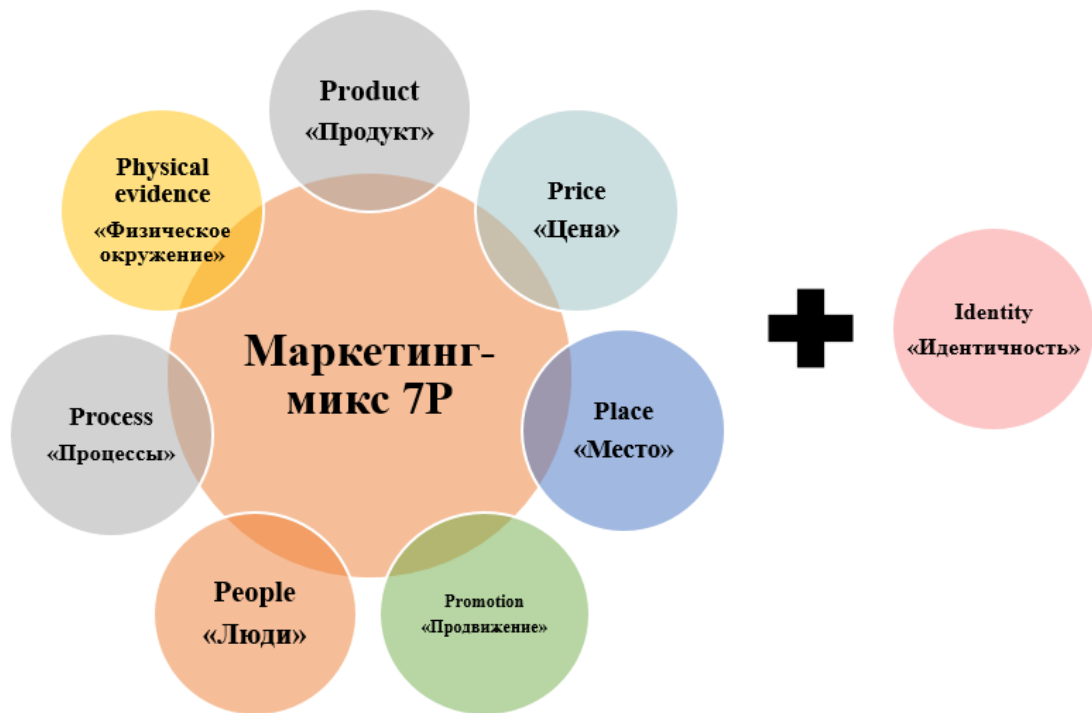 Product
«Продукт»
Physical
evidence
«Физическое
окружение»
Price
«Цена»
Маркетинг-
микс 7P
Identity
«Идентичность»
Process
«Процессы»
Place
«Место»
People
«Люди»
Promotion
«Продвижение»